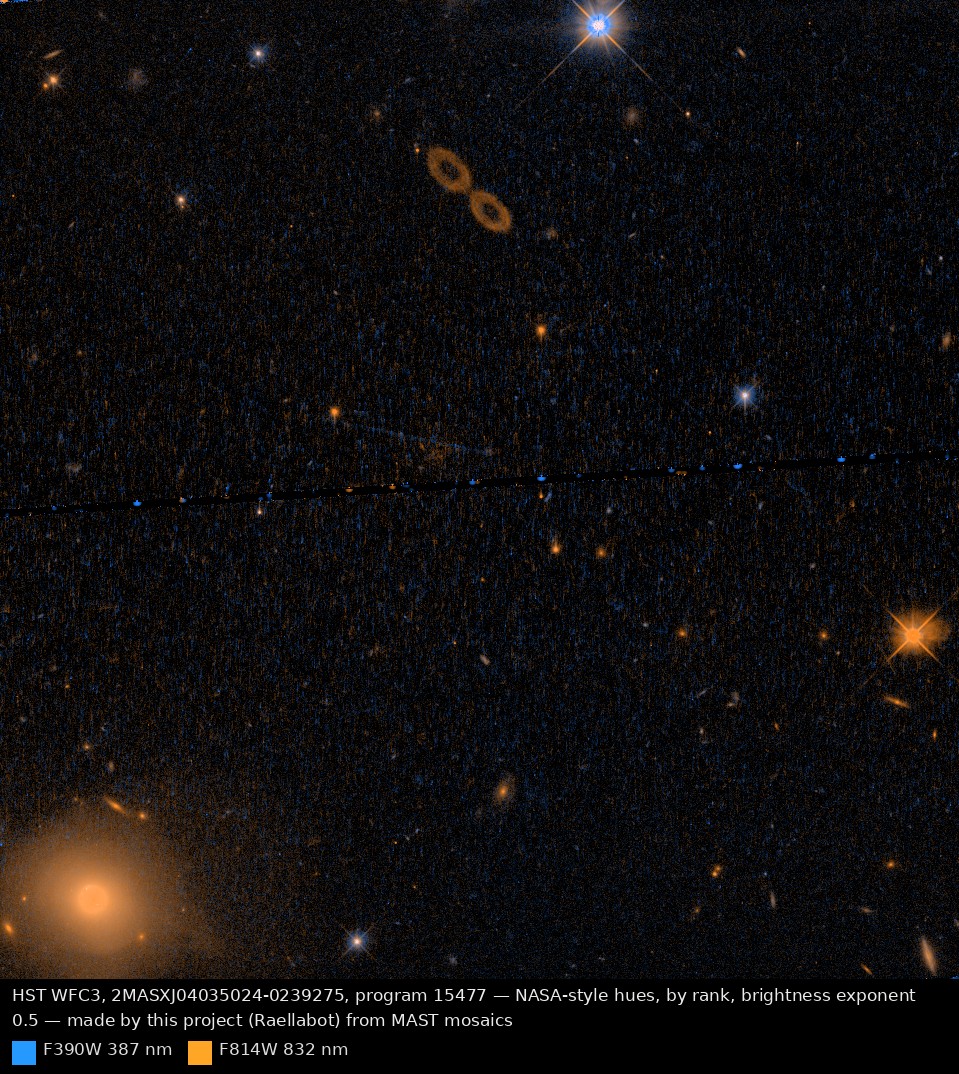 HST WFC3, 2MASXJ04035024-0239275, program 15477 — NASA-style hues, by rank, brightness exponent
0.5 — made by this project (Raellabot) from MAST mosaics
F390W 387 nm F814W 832 nm